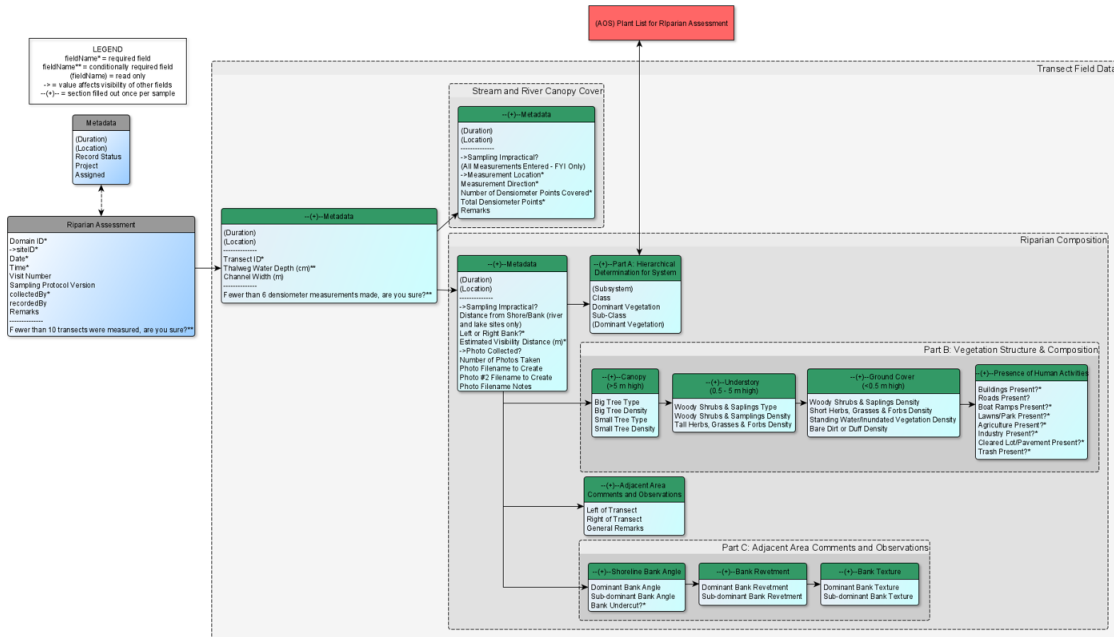 (AOS) Plant List for Riparian Assessment
LEGEND
fieldName* = required field
fieldName** = conditionally required field
(fieldName) = read only
-> = value affects visibility of other fields
--(+)-- = section filled out once per sample
Metadata
(Duration)
(Location)
Record Status
Project
Assigned
Riparian Assessment
Domain ID*
->siteID*
Date*
Time*
Visit Number
Sampling Protocol Version
collectedBy*
recordedBy
Remarks
--------------
Fewer than 10 transects were measured, are you sure?**
Transect Field Data
--(+)--Metadata
(Duration)
(Location)
--------------
Transect ID*
Thalweg Water Depth (cm)**
Channel Width (m)
--------------
Fewer than 6 densiometer measurements made, are you sure?**
Stream and River Canopy Cover
--(+)--Metadata
(Duration)
(Location)
--------------
->Sampling Impractical?
(All Measurements Entered - FYI Only)
->Measurement Location*
Measurement Direction*
Number of Densiometer Points Covered*
Total Densiometer Points*
Remarks
Riparian Composition
--(+)--Metadata
(Duration)
(Location)
--------------
->Sampling Impractical?
Distance from Shore/Bank (river
and lake sites only)
Left or Right Bank?*
Estimated Visibility Distance (m)*
->Photo Collected?
Number of Photos Taken
Photo Filename to Create
Photo #2 Filename to Create
Photo Filename Notes
--(+)--Part A: Hierarchical
Determination for System
(Subsystem)
Class
Dominant Vegetation
Sub-Class
(Dominant Vegetation)
Part B: Vegetation Structure & Composition
--(+)--Canopy
(>5 m high)
Big Tree Type
Big Tree Density
Small Tree Type
Small Tree Density
--(+)--Understory
(0.5 - 5 m high)
Woody Shrubs & Saplings Type
Woody Shrubs & Samplings Density
Tall Herbs, Grasses & Forbs Density
--(+)--Ground Cover
(<0.5 m high)
Woody Shrubs & Saplings Density
Short Herbs, Grasses & Forbs Density
Standing Water/Inundated Vegetation Density
Bare Dirt or Duff Density
--(+)--Presence of Human Activities
Buildings Present?*
Roads Present?
Boat Ramps Present?*
Lawns/Park Present?*
Agriculture Present?*
Industry Present?*
Cleared Lot/Pavement Present?*
Trash Present?*
--(+)--Adjacent Area
Comments and Observations
Left of Transect
Right of Transect
General Remarks
Part C: Adjacent Area Comments and Observations
--(+)--Shoreline Bank Angle
Dominant Bank Angle
Sub-dominant Bank Angle
Bank Undercut?*
--(+)--Bank Revetment
Dominant Bank Revetment
Sub-dominant Bank Revetment
--(+)--Bank Texture
Dominant Bank Texture
Sub-dominant Bank Texture